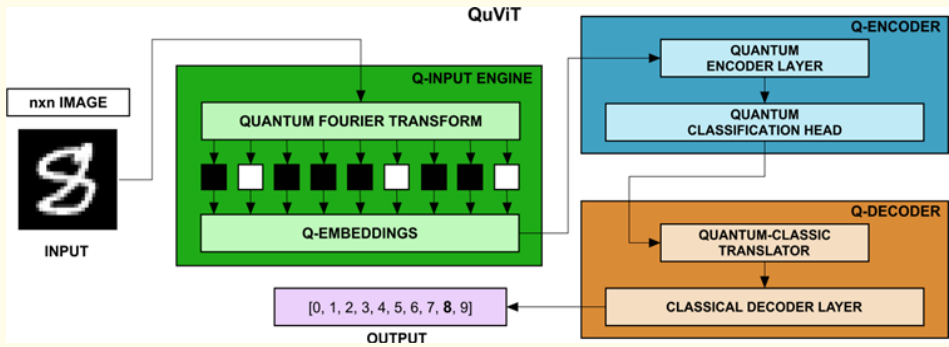 QuViT
nxn IMAGE
INPUT
Q-INPUT ENGINE
QUANTUM FOURIER TRANSFORM
Q-EMBEDDINGS
Q-ENCODER
QUANTUM
ENCODER LAYER
QUANTUM
CLASSIFICATION HEAD
Q-DECODER
QUANTUM-CLASSIC
TRANSLATOR
CLASSICAL DECODER LAYER
[0, 1, 2, 3, 4, 5, 6, 7, 8, 9]
OUTPUT